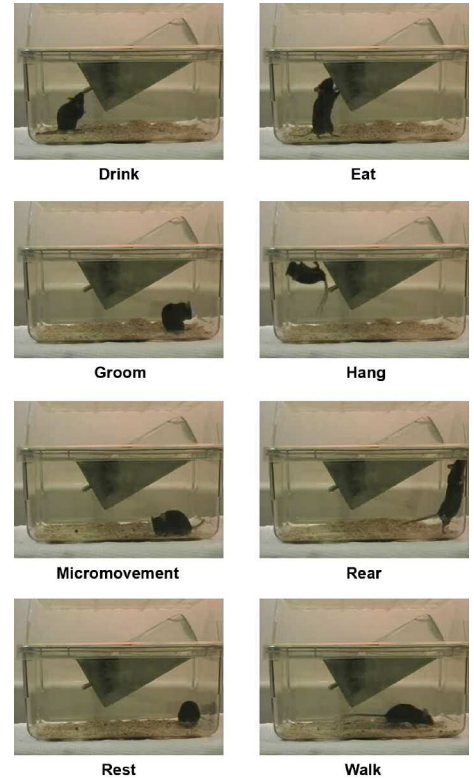 Drink
Eat
Groom
Hang
Micromovement
Rear
Rest
Walk